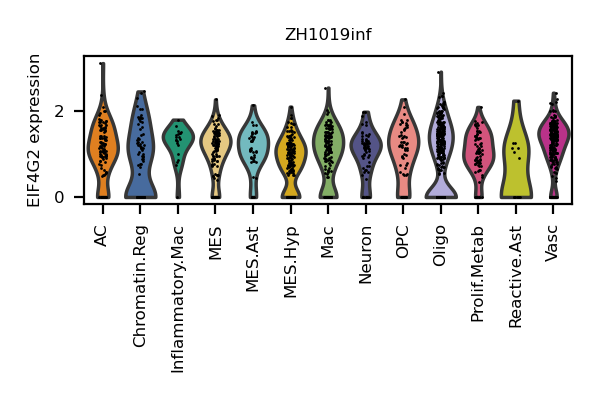 ZH1019inf
EIF4G2 expression
2
0
AC
Chromatin.Reg
Inflammatory.Mac
MES
MES.Ast
MES.Hyp
Mac
Neuron
OPC
Oligo
Prolif.Metab
Reactive.Ast
Vasc